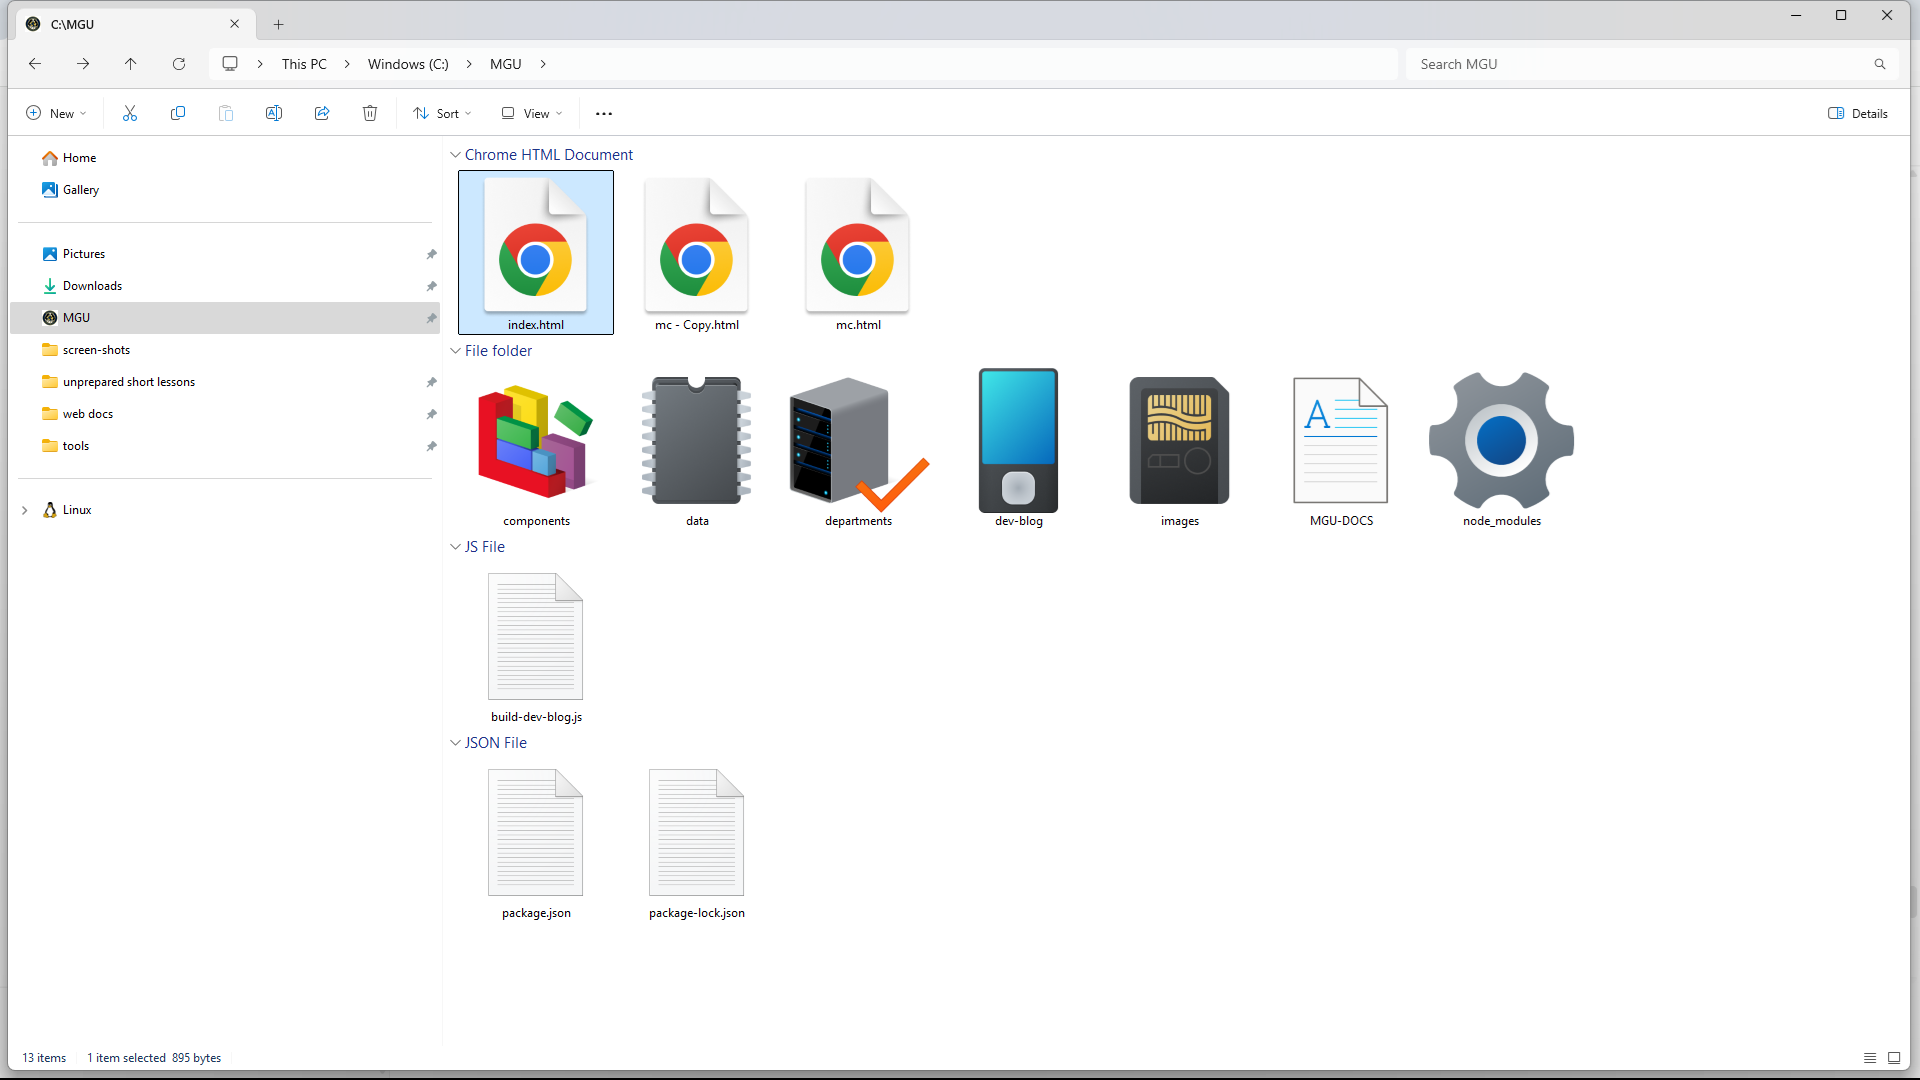 C:\MGU
This PC
Windows (C:)
MGU
Search MGU
New
Sort
View
Details
Home
Gallery
Pictures
Downloads
MGU
screen-shots
unprepared short lessons
web docs
tools
Linux
Chrome HTML Document
index.html
mc - Copy.html
mc.html
File folder
components
data
departments
dev-blog
images
A
MGU-DOCS
node_modules
JS File
build-dev-blog.js
JSON File
package.json
package-lock.json
13 items
1 item selected 895 bytes